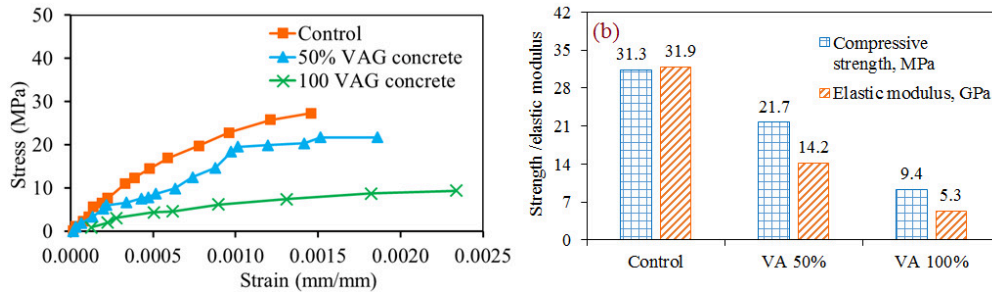 50
40
30
20
10
0
Stress (MPa)
Control
50% VAG concrete
100 VAG concrete
0.0000 0.0005 0.0010 0.0015 0.0020 0.0025
Strain (mm/mm)
42
35
28
21
14
7
0
Strength /elastic modulus
(b)
31.3 31.9
21.7
14.2
9.4
5.3
Compressive
strength, MPa
Elastic modulus, GPa
Control VA 50% VA 100%